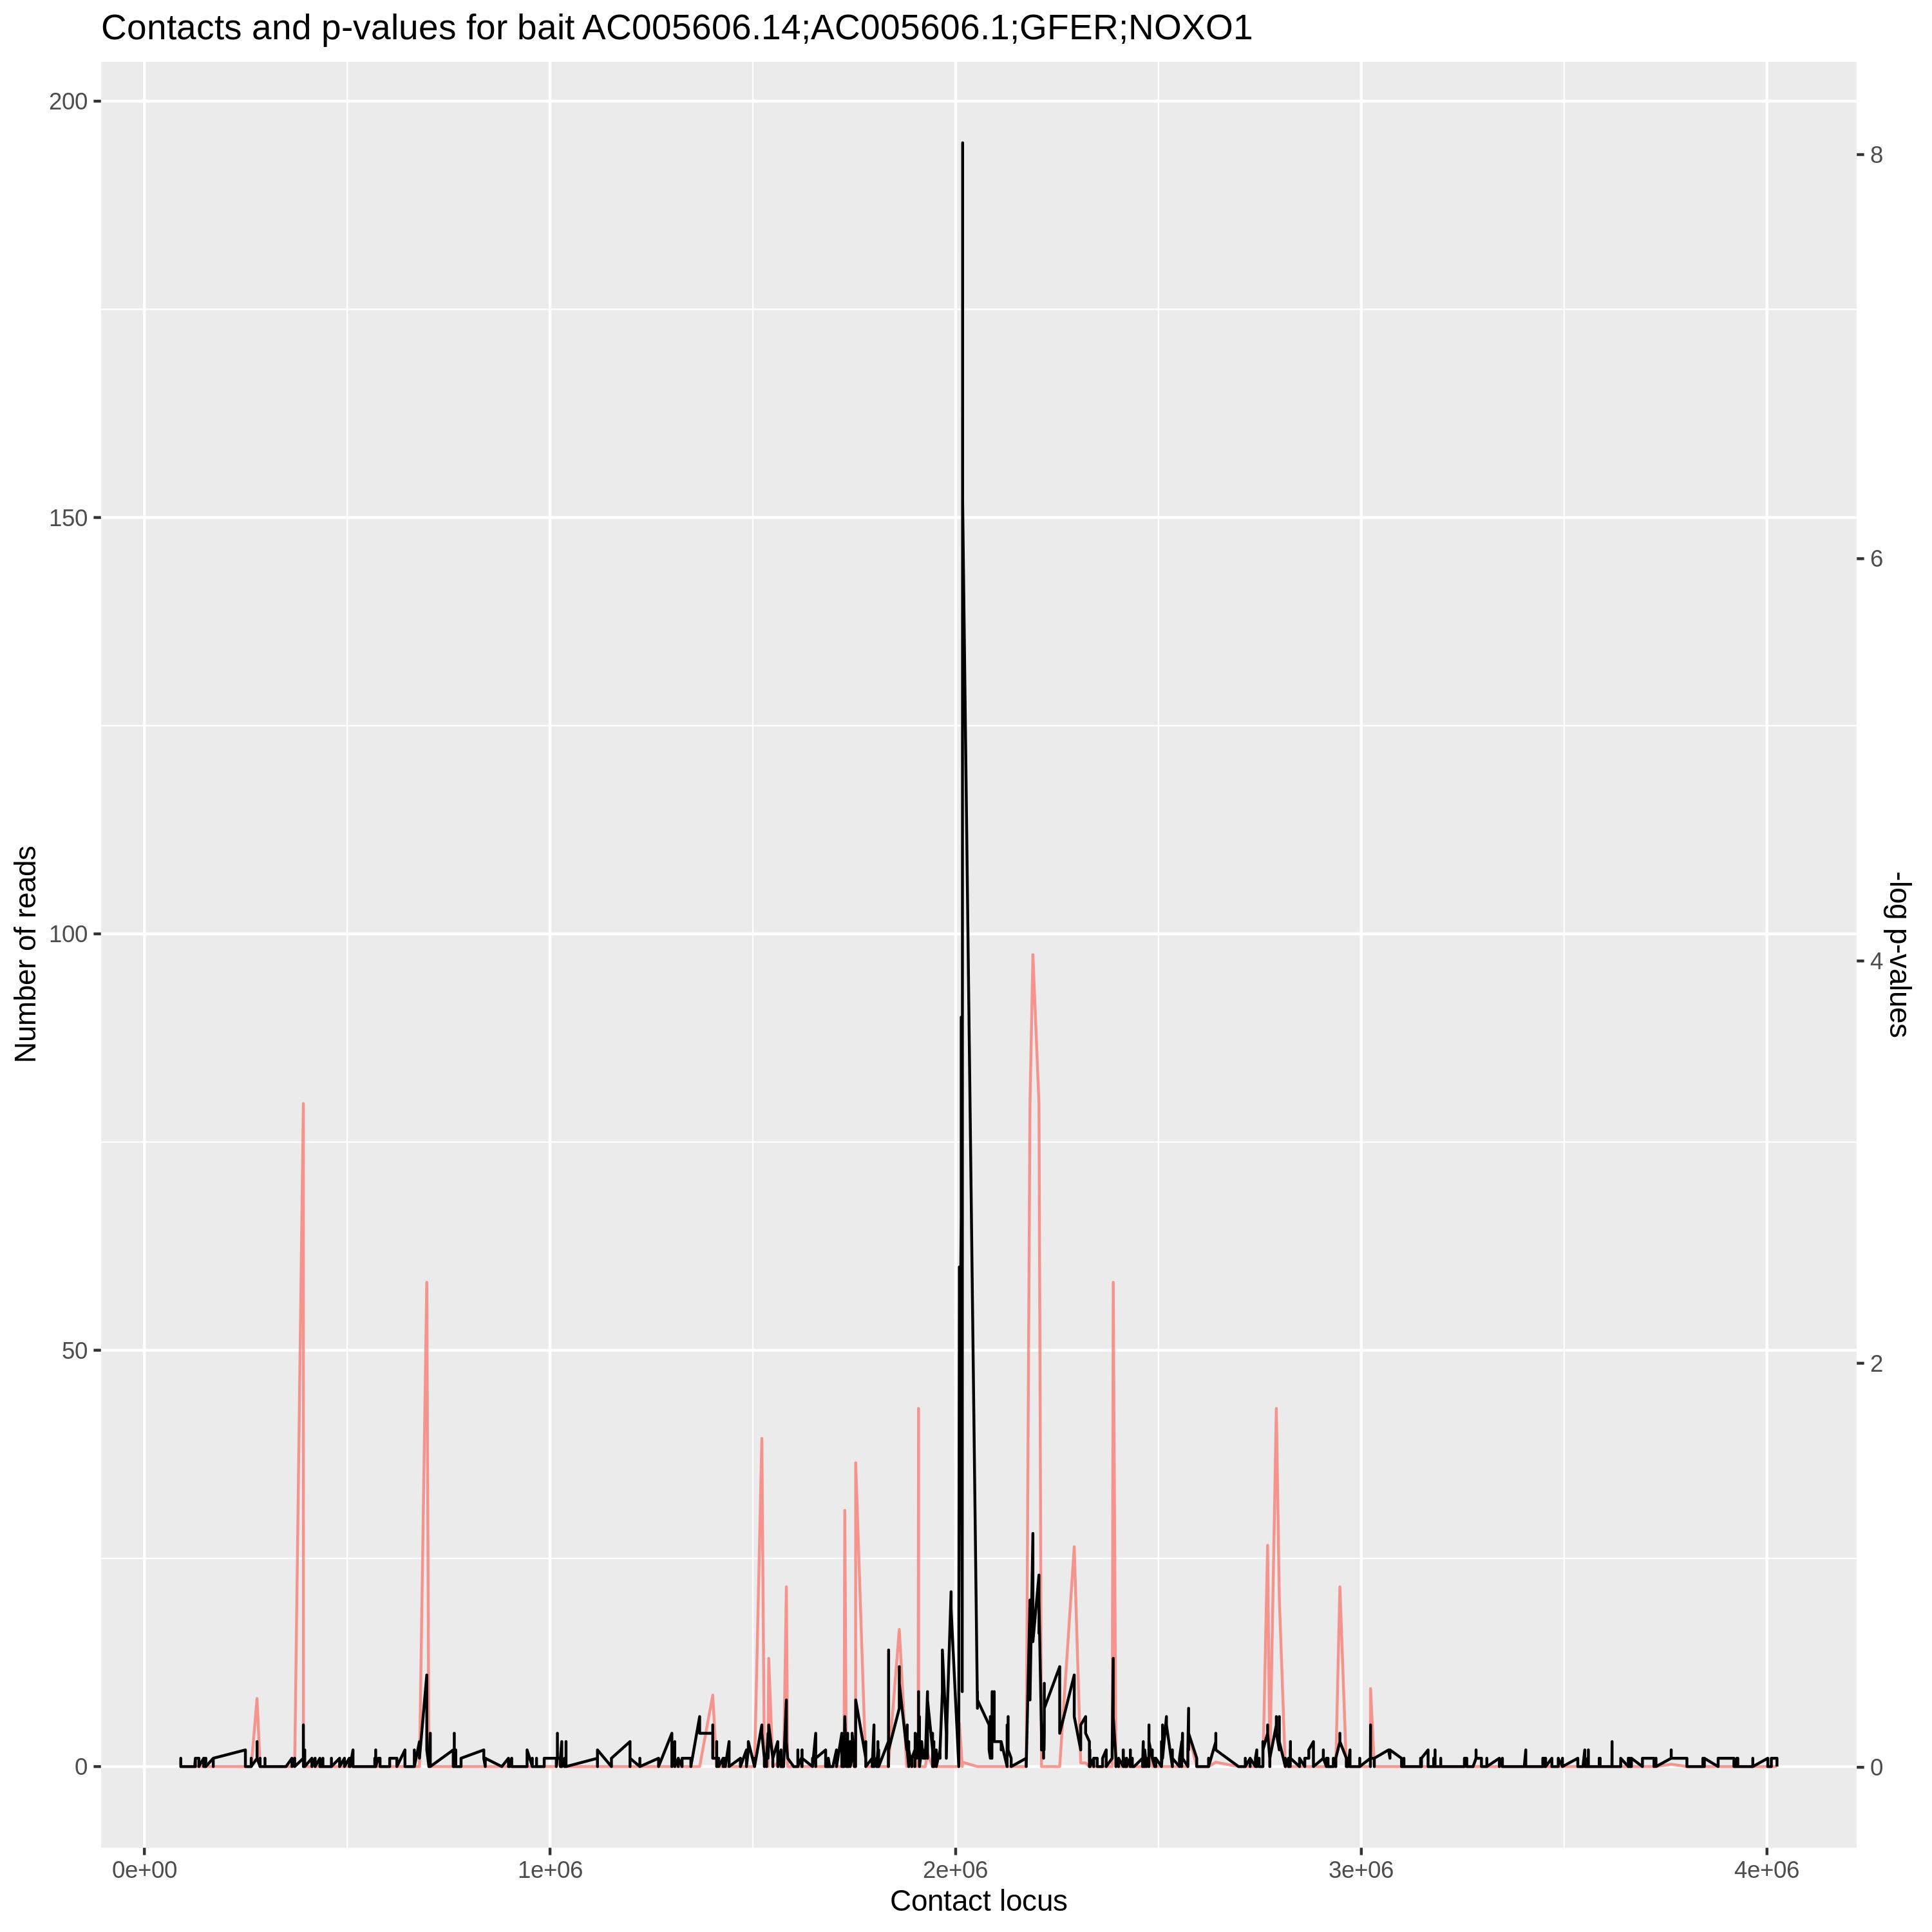 Contacts and p-values for bait AC005606.14;AC005606.1;GFER;NOXO1
200
150
100
50
0
Number of reads
8
6
4
2
0
-log p-values
0e+00
1e+06
2e+06
3e+06
4e+06
Contact locus